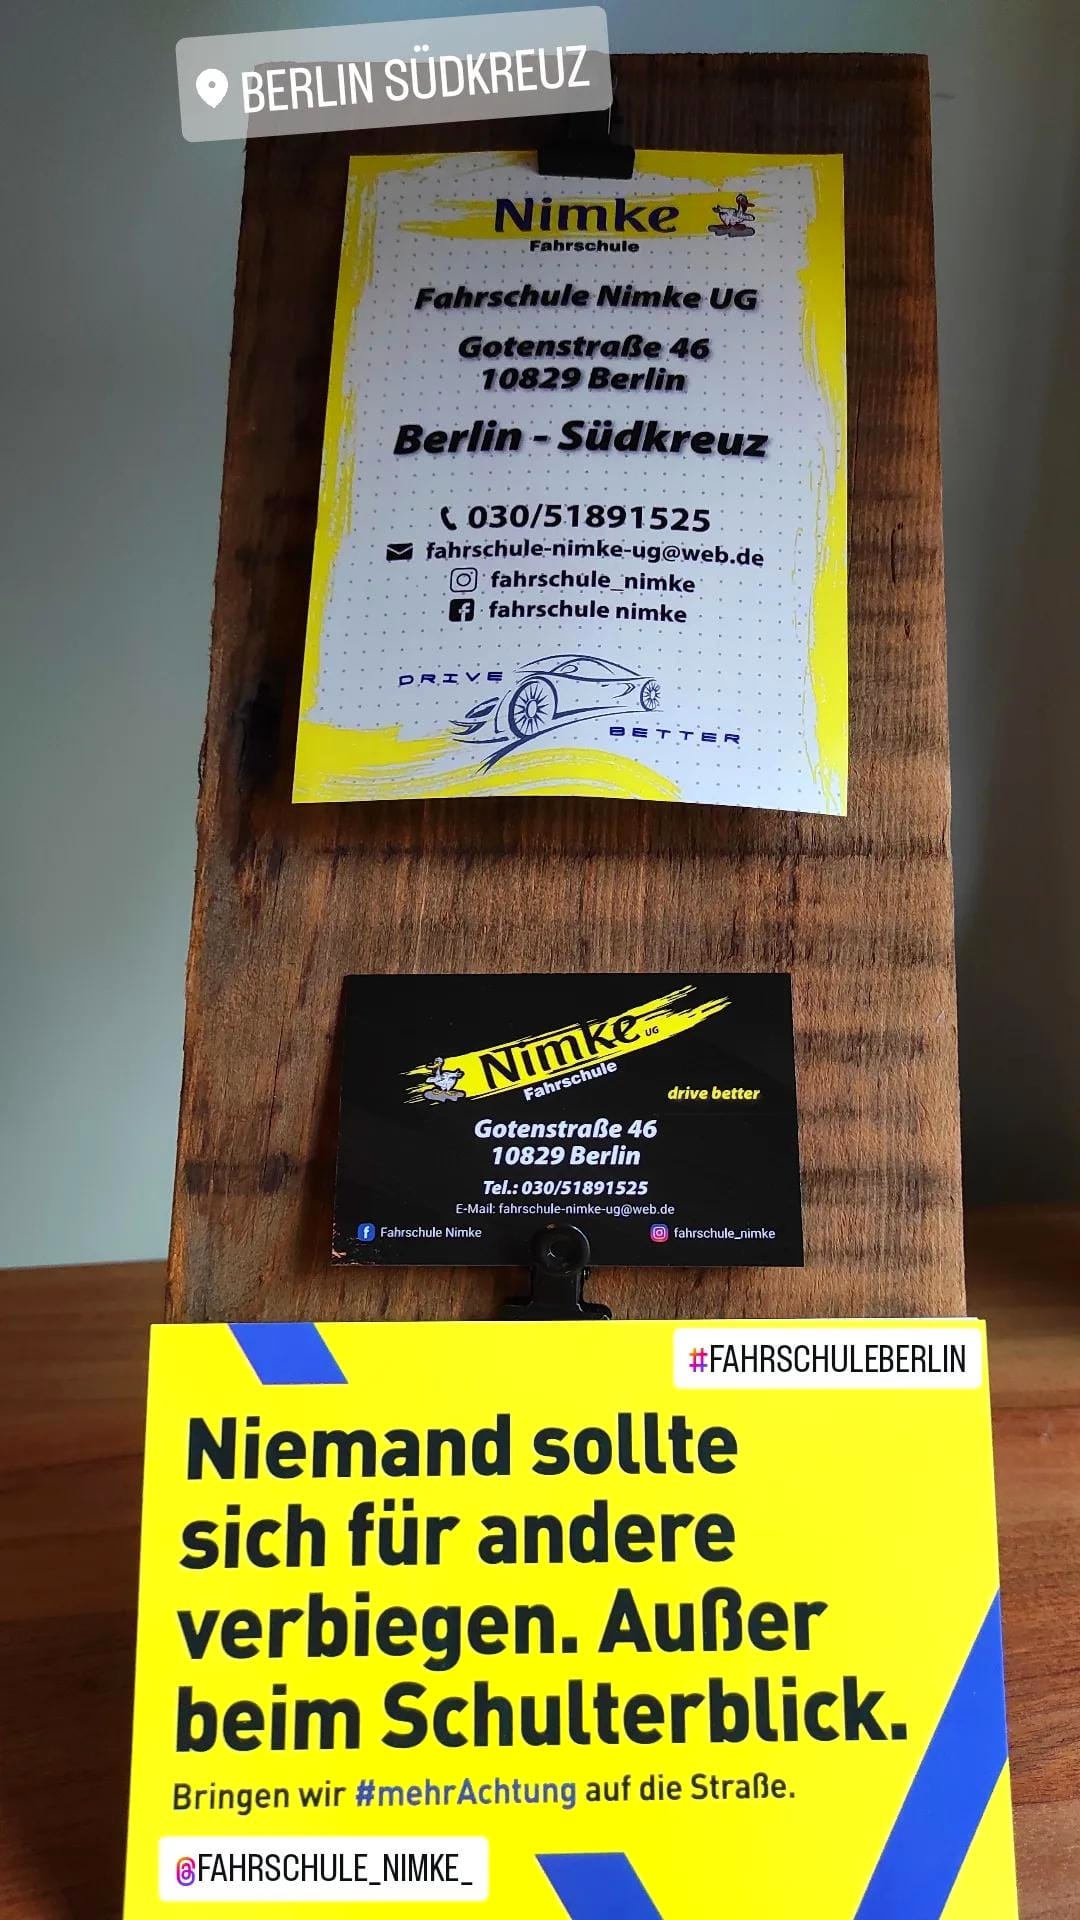 BERLIN SÜDKREUZ
Nimke
Fahrschule
Fahrschule Nimke UG
Gotenstraße 46
10829 Berlin
Berlin - Südkreuz
030/51891525
fahrschule-nimke-ug@web.de
fahrschule_nimke
fahrschule nimke
DRIVE
BETTER
Nimke UG
Fahrschule
drive better
Gotenstraße 46
10829 Berlin
Tel.: 030/51891525
E-Mail: fahrschule-nimke-ug@web.de
Fahrschule Nimke
fahrschule_nimke
#FAHRSCHULEBERLIN
Niemand sollte
sich für andere
verbiegen. Außer
beim Schulterblick.
Bringen wir #mehrAchtung auf die Straße.
@FAHRSCHULE_NIMKE_